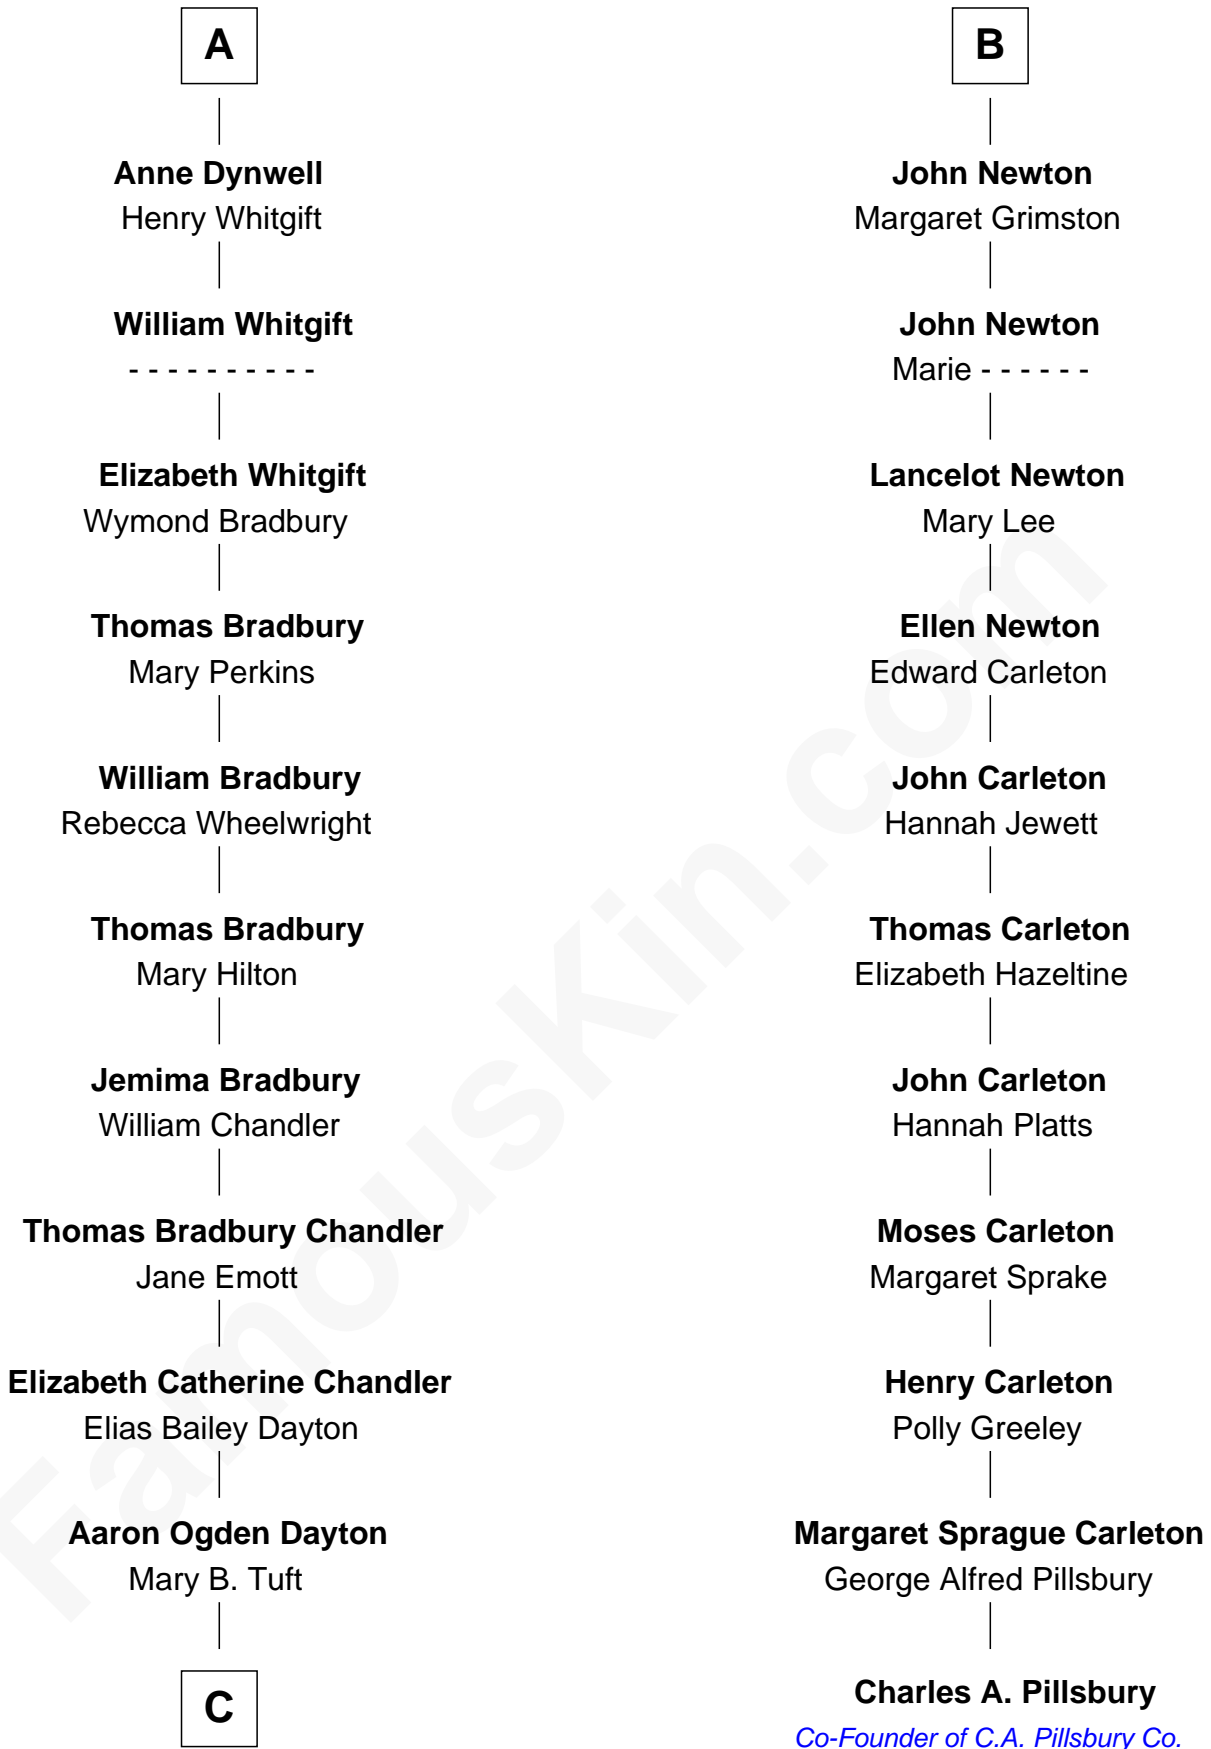 A
Anne Dynwell
Henry Whitgift
William Whitgift
- - - - - - - - - -
Elizabeth Whitgift
Wymond Bradbury
Thomas Bradbury
Mary Perkins
William Bradbury
Rebecca Wheelwright
Thomas Bradbury
Mary Hilton
Jemima Bradbury
William Chandler
Thomas Bradbury Chandler
Jane Emott
Elizabeth Catherine Chandler
Elias Bailey Dayton
Aaron Ogden Dayton
Mary B. Tuft
C
B
John Newton
Margaret Grimston
John Newton
Marie - - - - - -
Lancelot Newton
Mary Lee
Ellen Newton
Edward Carleton
John Carleton
Hannah Jewett
Thomas Carleton
Elizabeth Hazeltine
John Carleton
Hannah Platts
Moses Carleton
Margaret Sprake
Henry Carleton
Polly Greeley
Margaret Sprague Carleton
George Alfred Pillsbury
Charles A. Pillsbury
Co-Founder of C.A. Pillsbury Co.
FamousKin.com